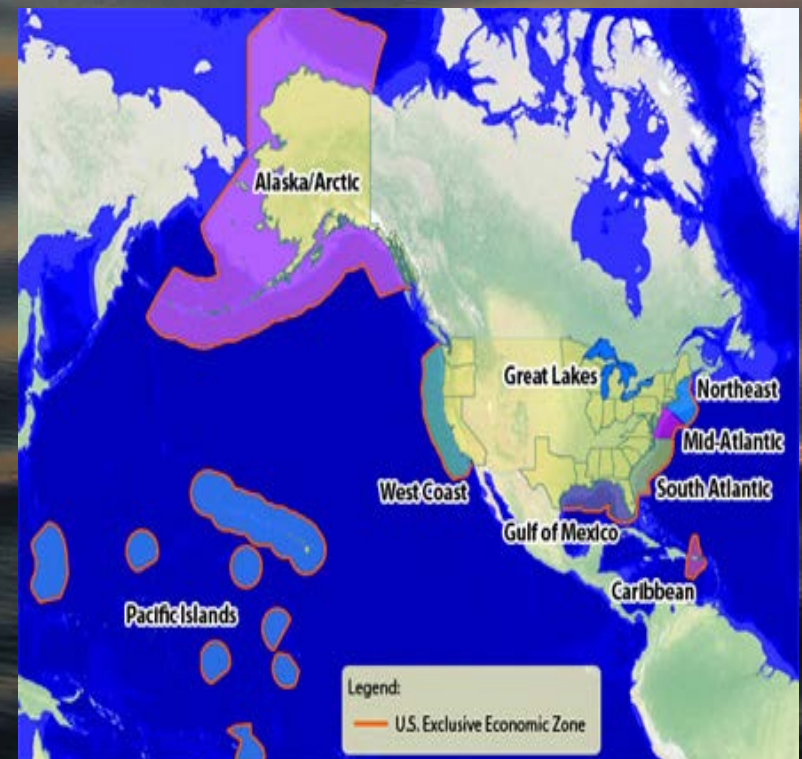 Alaska/Arctic
Great Lakes
Northeast
Mid-Atlantic
West Coast
South Atlantic
Gulf of Mexico
Caribbean
Pacific Islands
Legend:
U.S. Exclusive Economic Zone